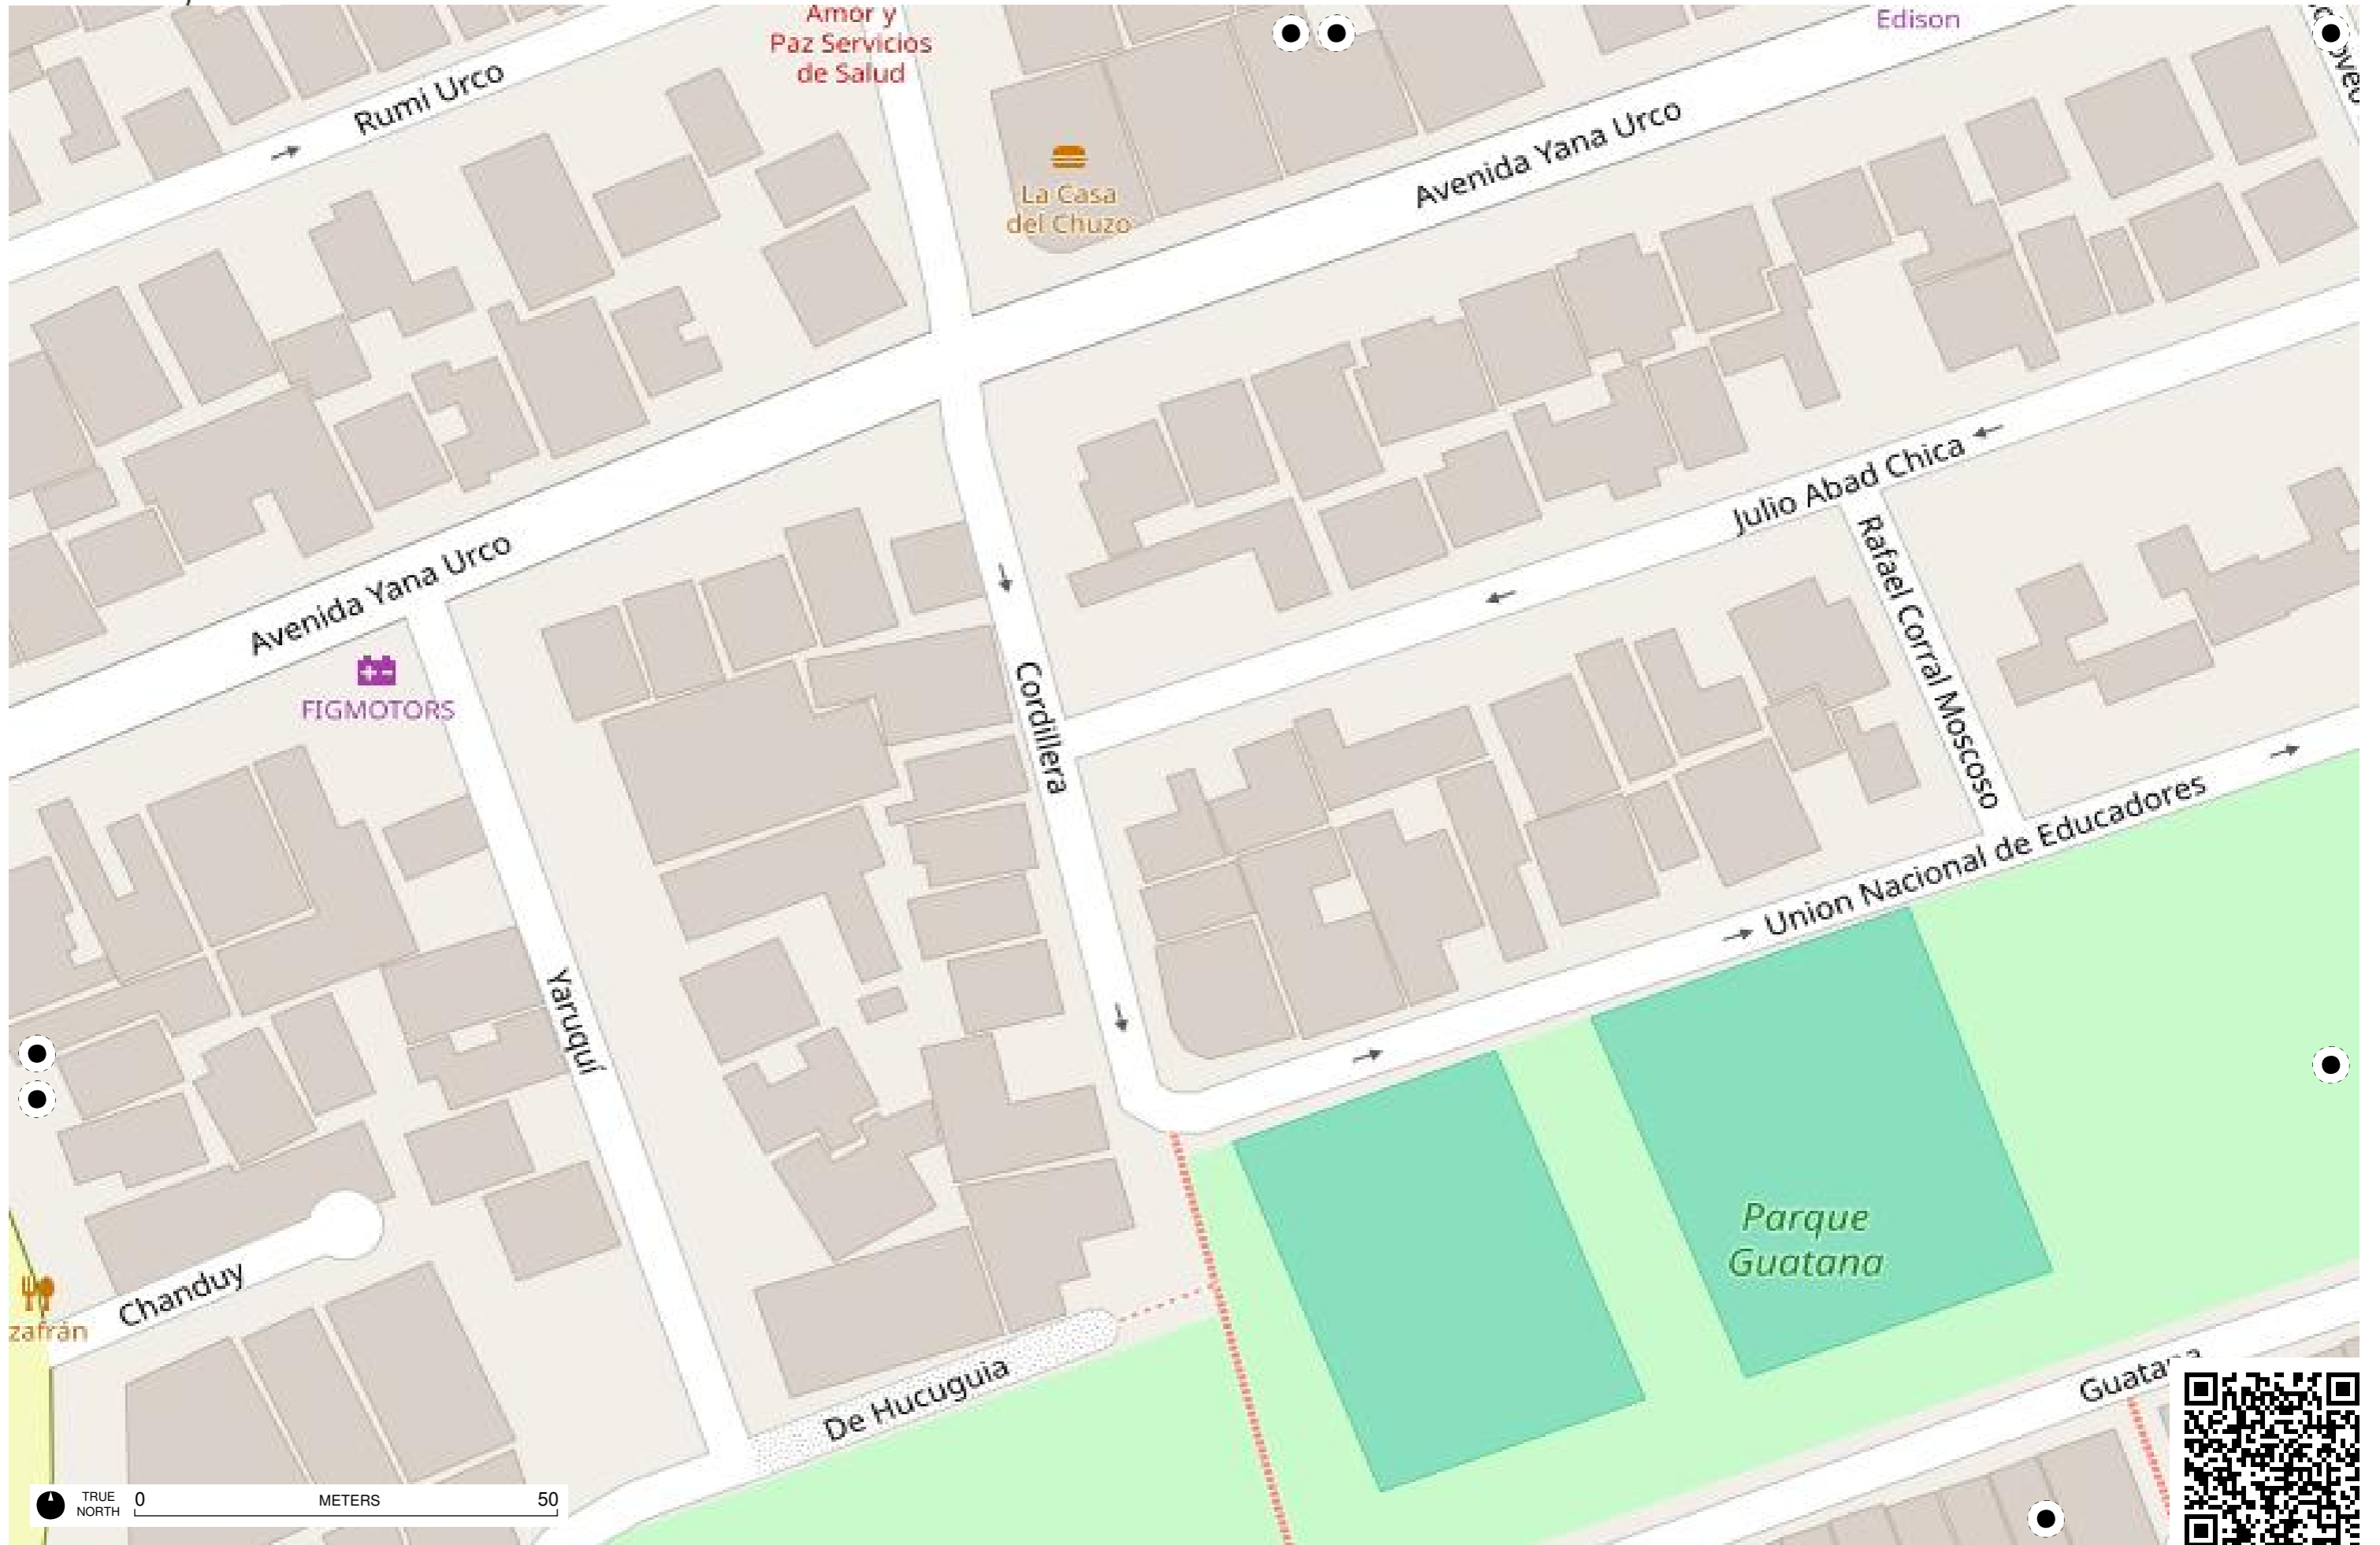 Amor y
Paz Servicios
de Salud
Edison
Rumi Urco
Avenida Yana Urco
La Casa
del Chuzo
Julio Abad Chica
Rafael Corral Moscoso
Avenida Yana Urco
FIGMOTORS
Cordillera
Union Nacional de Educadores
Yaruquí
Parque
Guatana
Chanduy
zafrán
De Hucuguia
TRUE
NORTH
0 METERS 50